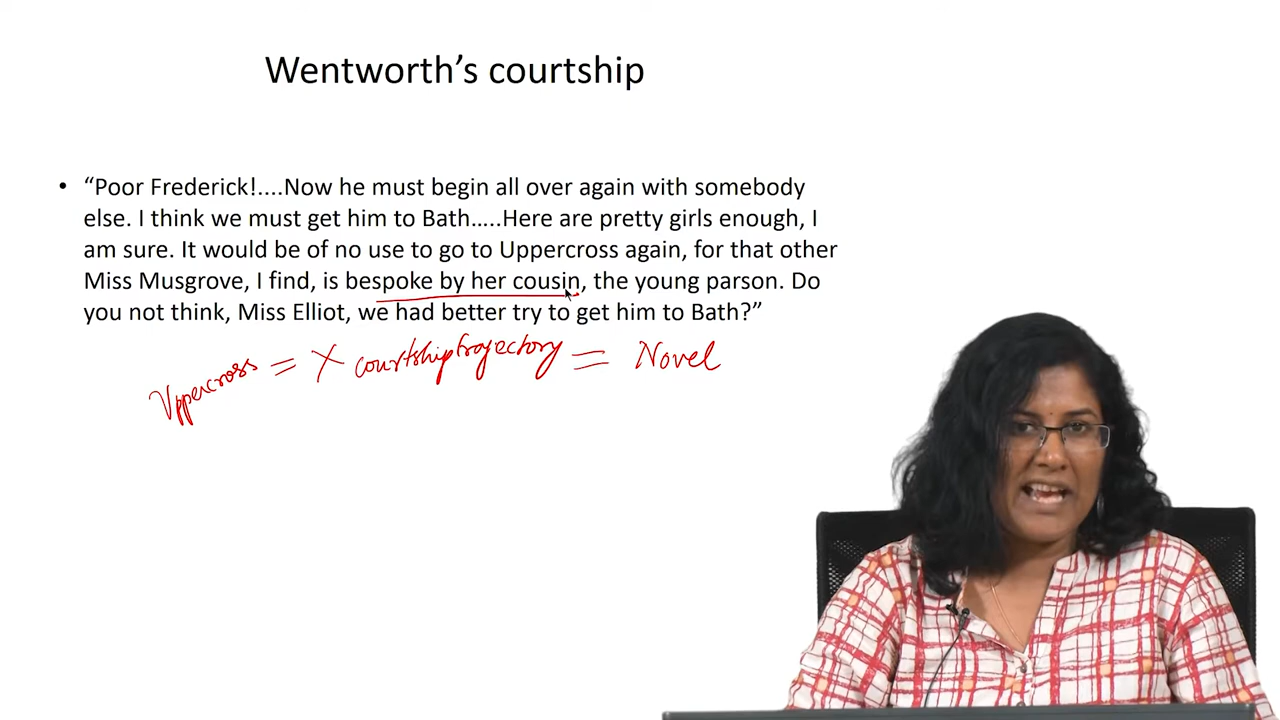 Wentworth’s courtship
• “Poor Frederick!....Now he must begin all over again with somebody
else. I think we must get him to Bath…..Here are pretty girls enough, I
am sure. It would be of no use to go to Uppercross again, for that other
Miss Musgrove, I find, is bespoke by her cousin, the young parson. Do
you not think, Miss Elliot, we had better try to get him to Bath?”
Uppercross = X courtship trajectory = Novel